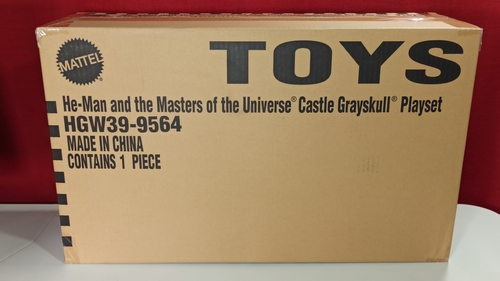 MATTEL
TOYS
He-Man and the Masters of the Universe® Castle Grayskull® Playset
HGW39-9564
MADE IN CHINA
CONTAINS 1 PIECE